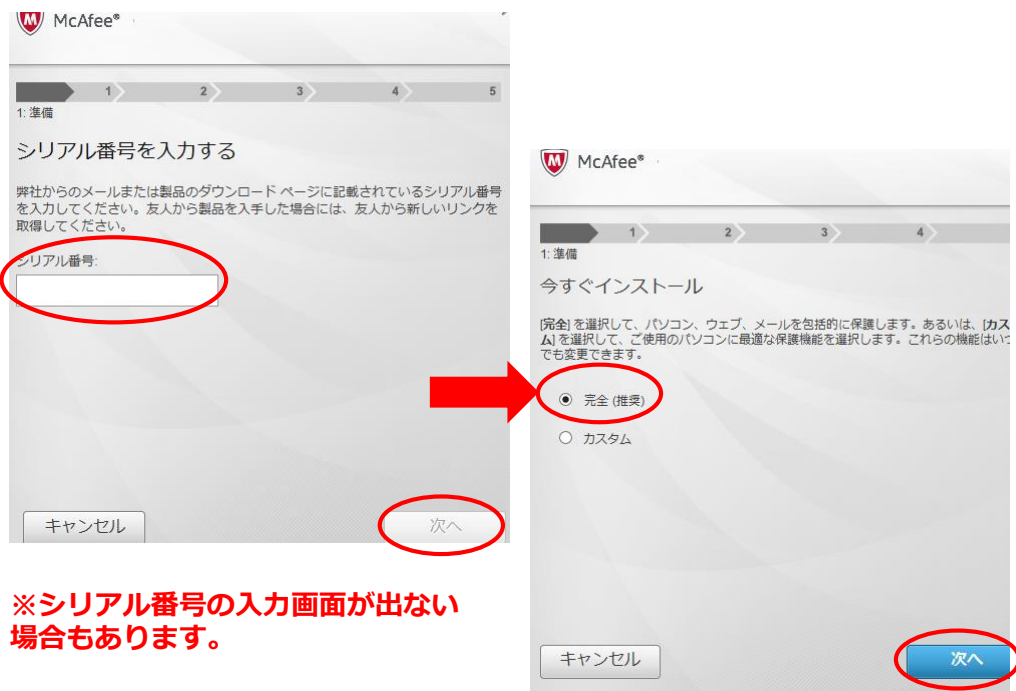 McAfee®
1 2 3 4 5
1: 準備
シリアル番号を入力する
弊社からのメールまたは製品のダウンロード ページに記載されているシリアル番号
を入力してください。友人から製品を入手した場合には、友人から新しいリンクを
取得してください。
シリアル番号:
キャンセル 次へ
※シリアル番号の入力画面が出ない
場合もあります。
McAfee®
1 2 3 4
1: 準備
今すぐインストール
[完全] を選択して、パソコン、ウェブ、メールを包括的に保護します。あるいは、[カス
ム] を選択して、ご使用のパソコンに最適な保護機能を選択します。これらの機能はいつ
でも変更できます。
完全 (推奨)
カスタム
キャンセル 次へ